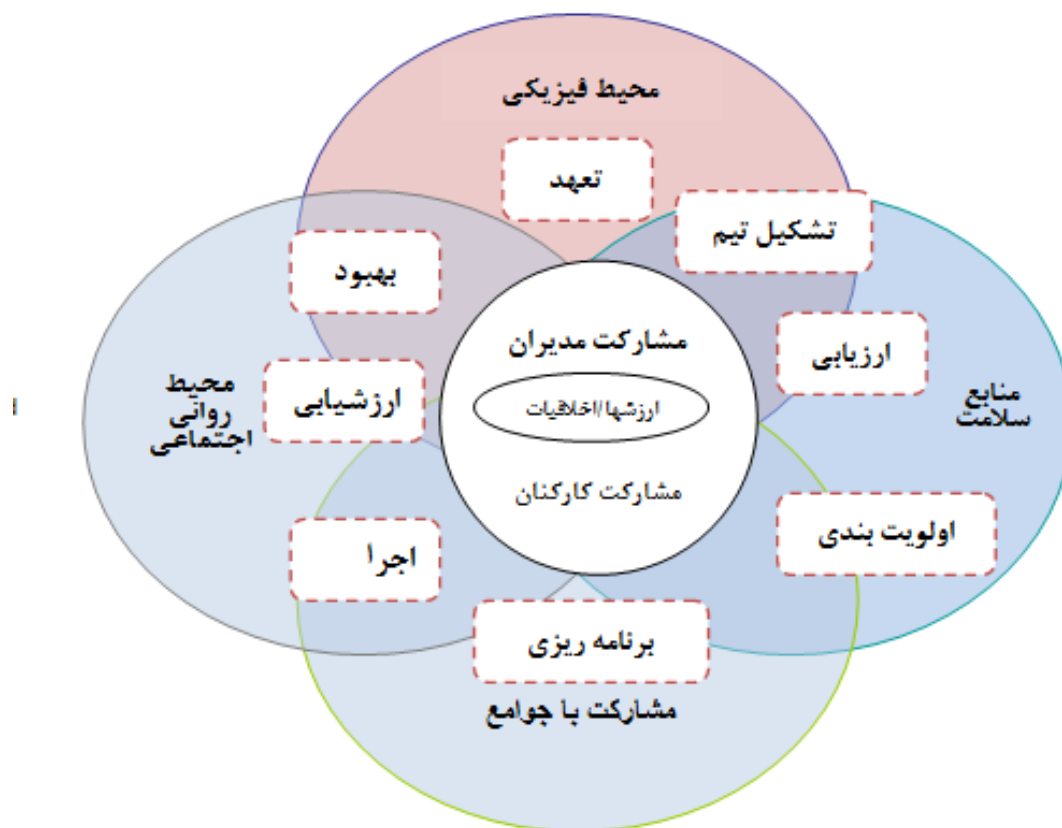 محیط فیزیکی
تعهد
تشکیل تیم
بهبود
مشارکت مدیران
ارزیابی
ارزشها/اخلاقیات
محیط
روانی
اجتماعی
ارزشیابی
منابع
سلامت
مشارکت کارکنان
اولویت بندی
اجرا
برنامه ریزی
مشارکت با جوامع